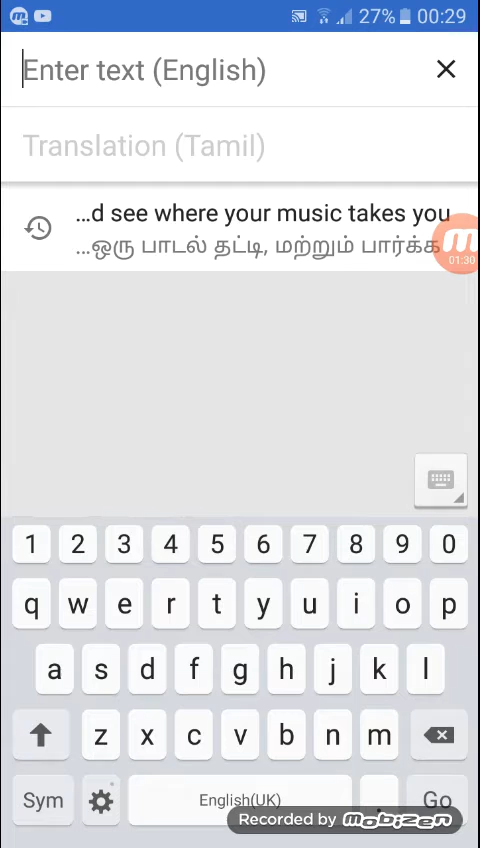 27% 00:29
Enter text (English)
Translation (Tamil)
...d see where your music takes you
...ஒரு பாடல் தட்டி, மற்றும் பார்க்க
01:30
1 2 3 4 5 6 7 8 9 0
q w e r t y u i o p
a s d f g h j k l
z x c v b n m
Sym English(UK) . Go
Recorded by mobizen